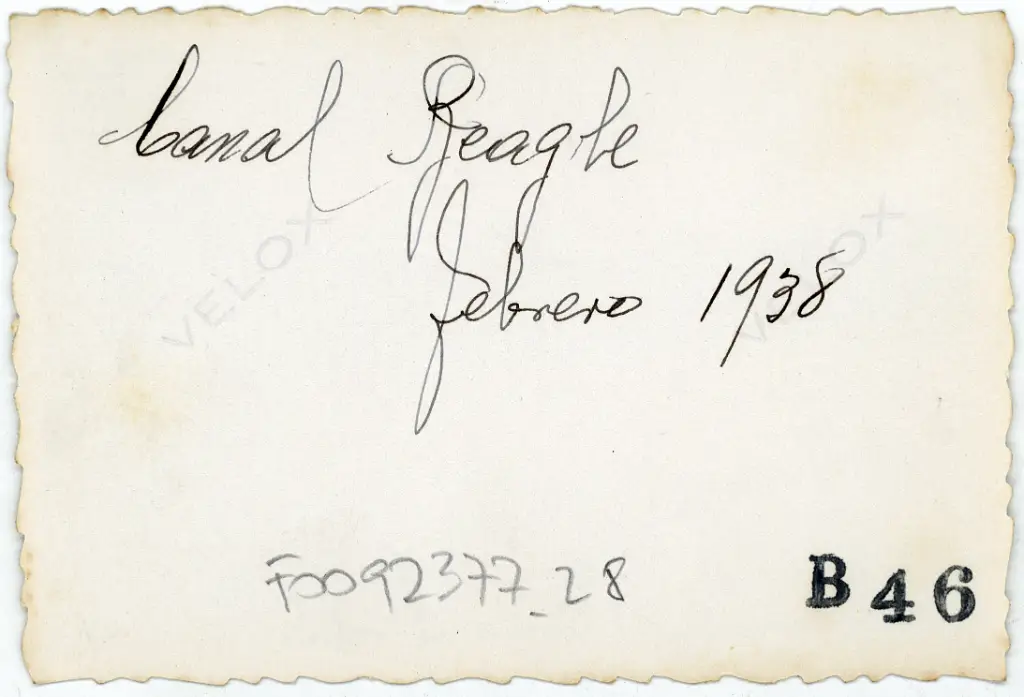 Canal Beagle
VELOX
VELOX
febrero 1938
F0092377_28
B 46